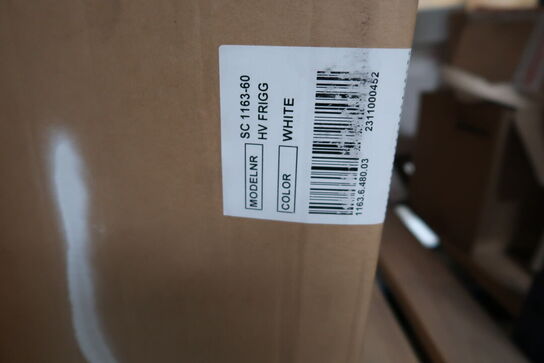 MODELNR SC 1163-60
HV FRIGG
COLOR WHITE
1163.6.480.03 2311000452